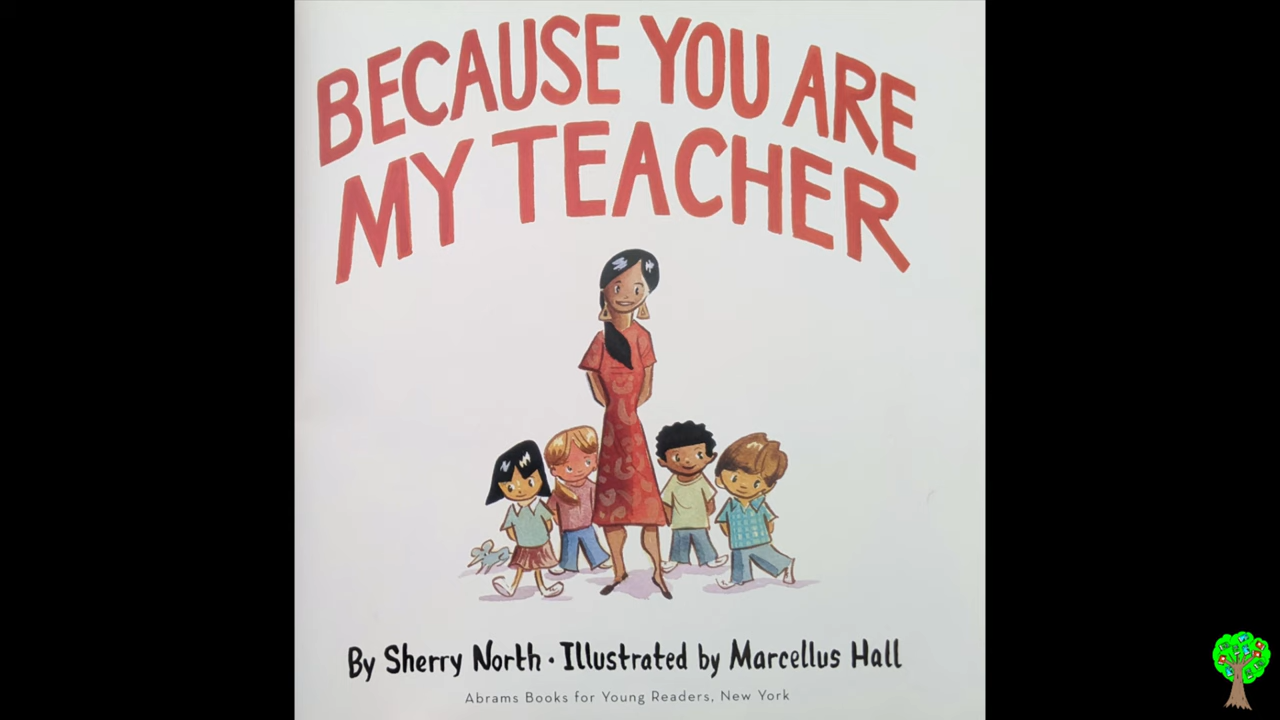 BECAUSE YOU ARE
MY TEACHER
By Sherry North • Illustrated by Marcellus Hall
Abrams Books for Young Readers, New York